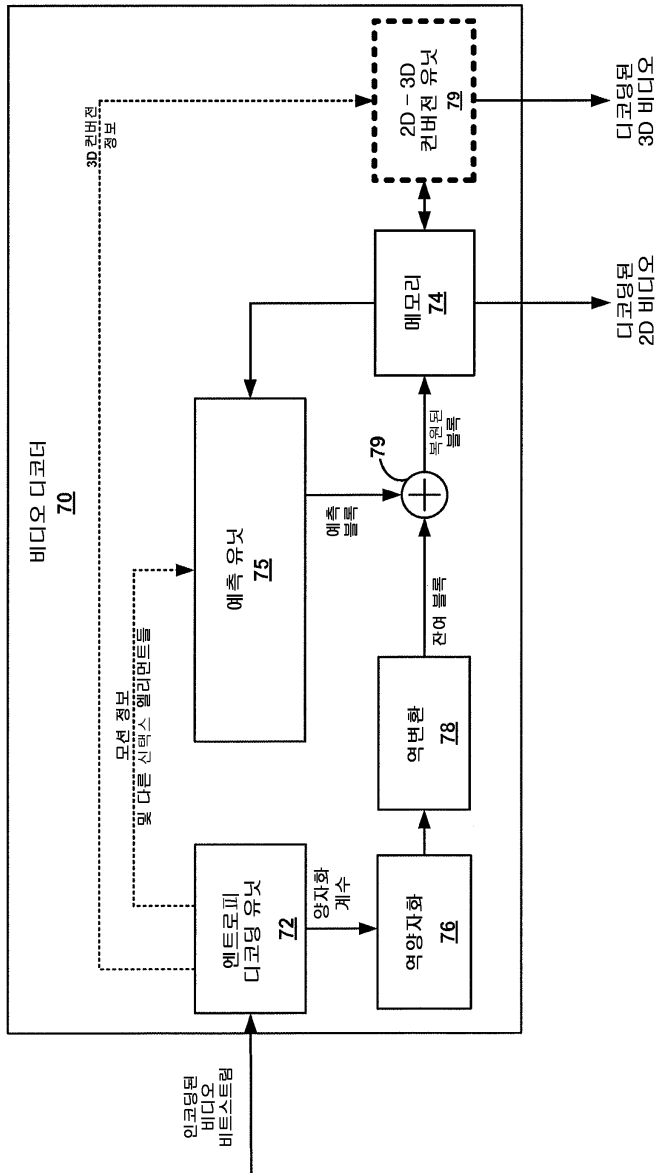 비디오 디코더
70
3D 컨버전
정보
모션 정보
및 다른 신택스 엘리먼트들
인코딩된
비디오
비트스트림
엔트로피
디코딩 유닛
72
양자화
계수
역양자화
76
역변환
78
잔여 블록
예측 유닛
75
예측
블록
79
복원된
블록
메모리
74
2D - 3D
컨버전 유닛
79
디코딩된
2D 비디오
디코딩된
3D 비디오